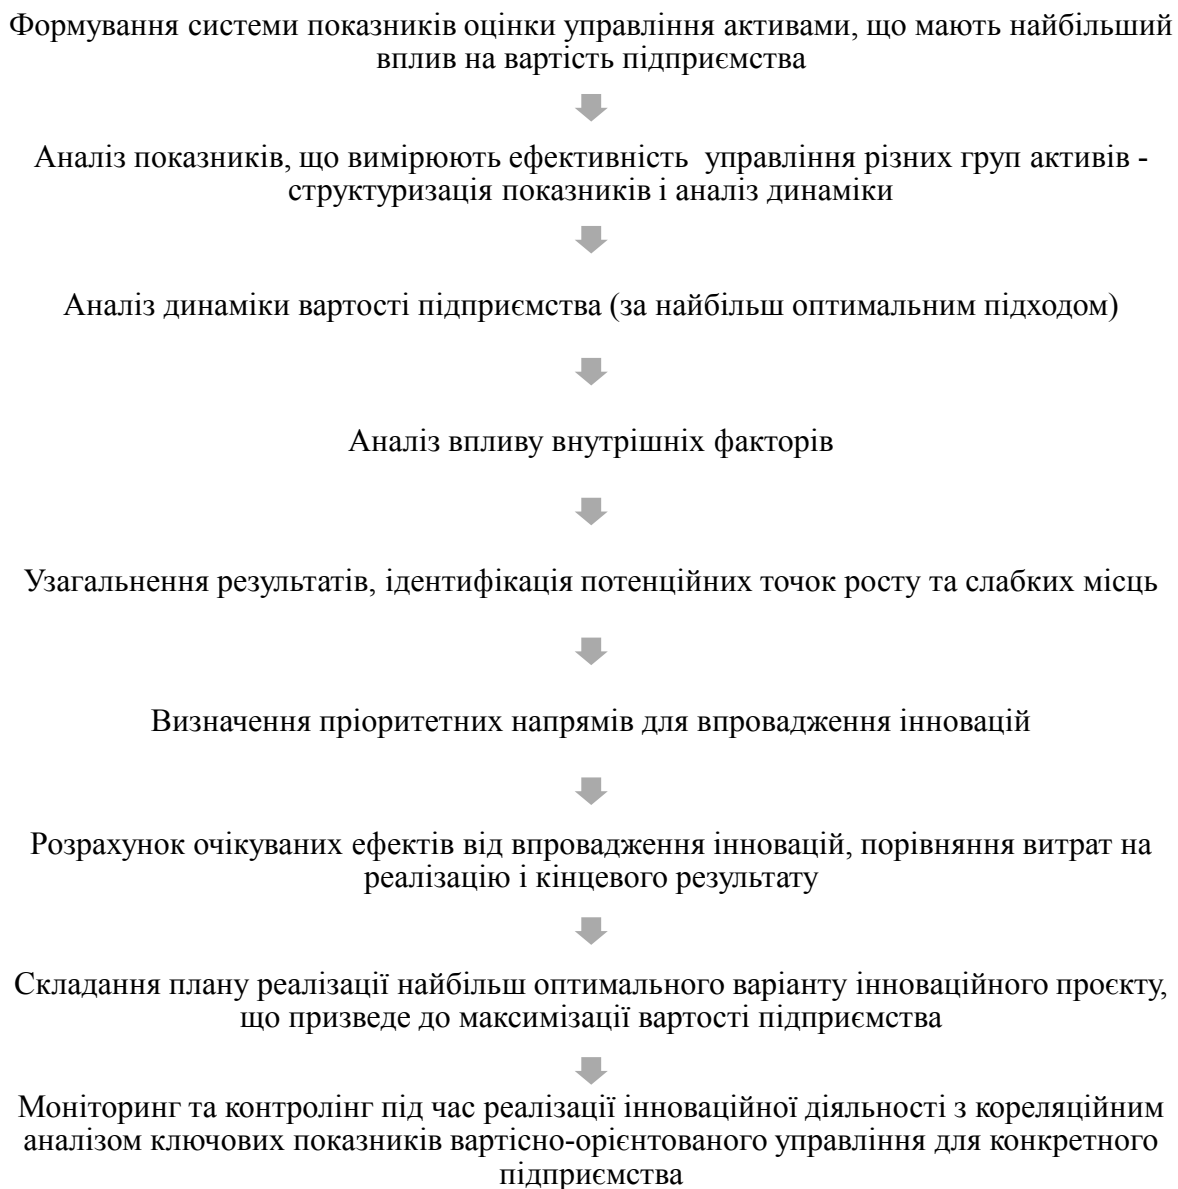 Формування системи показників оцінки управління активами, що мають найбільший
вплив на вартість підприємства
Аналіз показників, що вимірюють ефективність  управління різних груп активів -
структуризація показників і аналіз динаміки
Аналіз динаміки вартості підприємства (за найбільш оптимальним підходом)
Аналіз впливу внутрішніх факторів
Узагальнення результатів, ідентифікація потенційних точок росту та слабких місць
Визначення пріоритетних напрямів для впровадження інновацій
Розрахунок очікуваних ефектів від впровадження інновацій, порівняння витрат на
реалізацію і кінцевого результату
Складання плану реалізації найбільш оптимального варіанту інноваційного проєкту,
що призведе до максимізації вартості підприємства
Моніторинг та контролінг під час реалізації інноваційної діяльності з кореляційним
аналізом ключових показників вартісно-орієнтованого управління для конкретного
підприємства